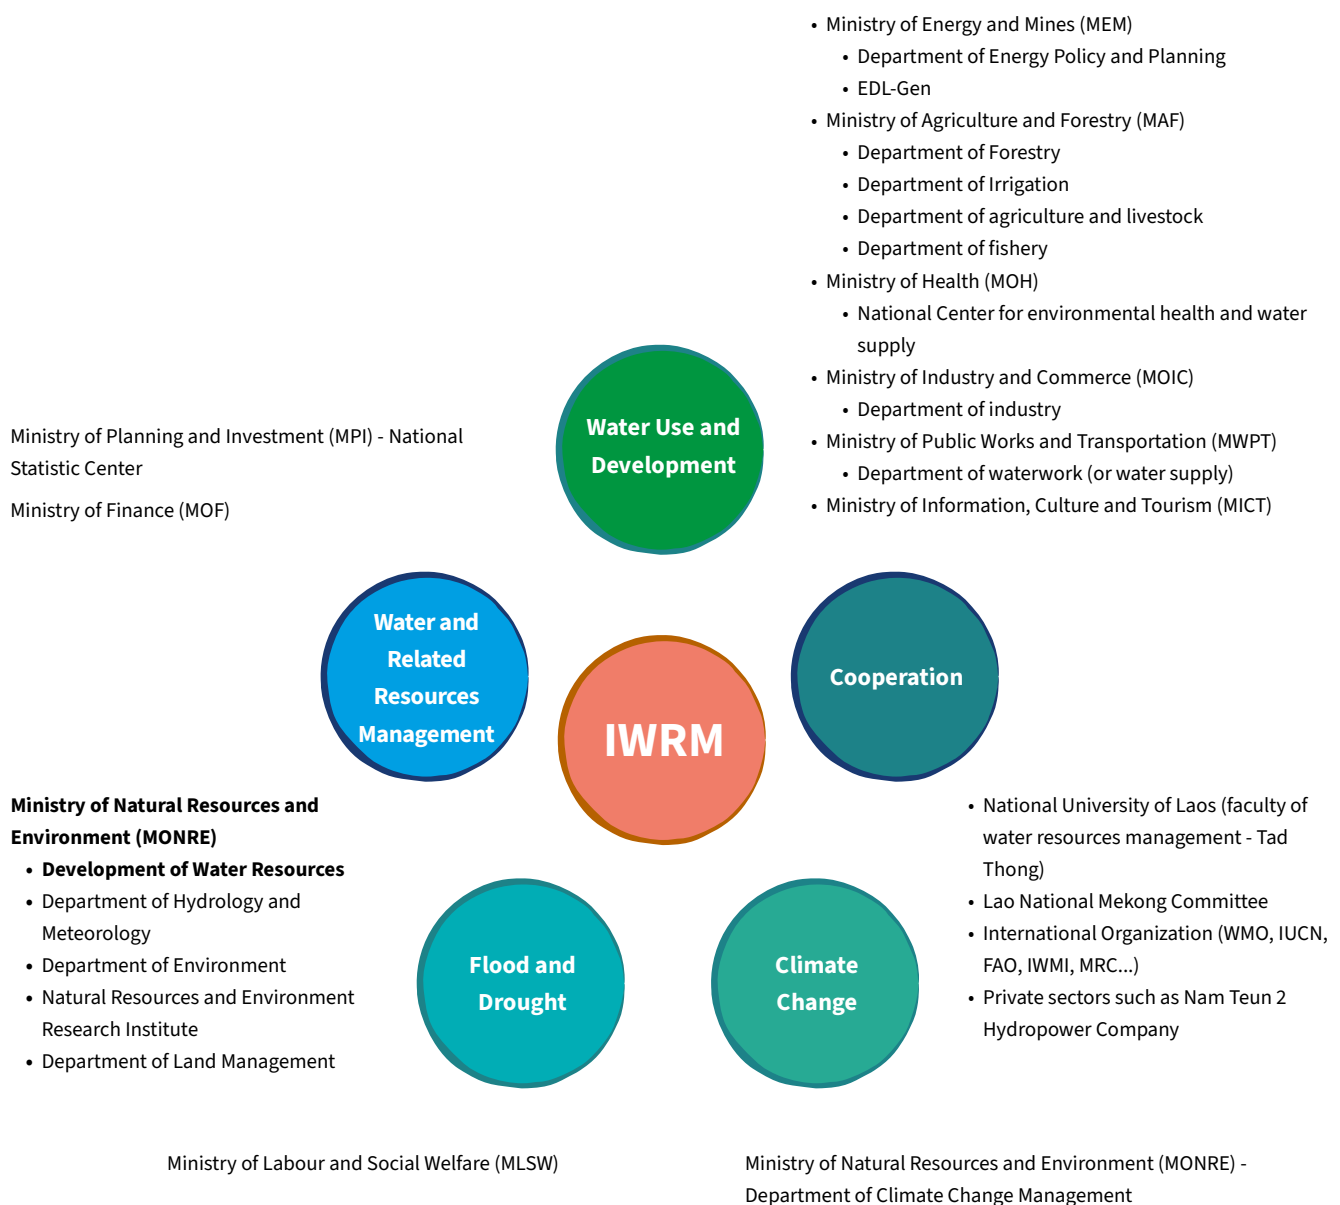 • Ministry of Energy and Mines (MEM)
• Department of Energy Policy and Planning
• EDL-Gen
• Ministry of Agriculture and Forestry (MAF)
• Department of Forestry
• Department of Irrigation
• Department of agriculture and livestock
• Department of fishery
• Ministry of Health (MOH)
• National Center for environmental health and water
supply
• Ministry of Industry and Commerce (MOIC)
• Department of industry
• Ministry of Public Works and Transportation (MWPT)
• Department of waterwork (or water supply)
• Ministry of Information, Culture and Tourism (MICT)
Water Use and
Development
Ministry of Planning and Investment (MPI) - National
Statistic Center
Ministry of Finance (MOF)
Water and
Related
Resources
Management
IWRM
Cooperation
Ministry of Natural Resources and
Environment (MONRE)
• Development of Water Resources
• Department of Hydrology and
Meteorology
• Department of Environment
• Natural Resources and Environment
Research Institute
• Department of Land Management
Flood and
Drought
Climate
Change
• National University of Laos (faculty of
water resources management - Tad
Thong)
• Lao National Mekong Committee
• International Organization (WMO, IUCN,
FAO, IWMI, MRC...)
• Private sectors such as Nam Teun 2
Hydropower Company
Ministry of Labour and Social Welfare (MLSW)
Ministry of Natural Resources and Environment (MONRE) -
Department of Climate Change Management